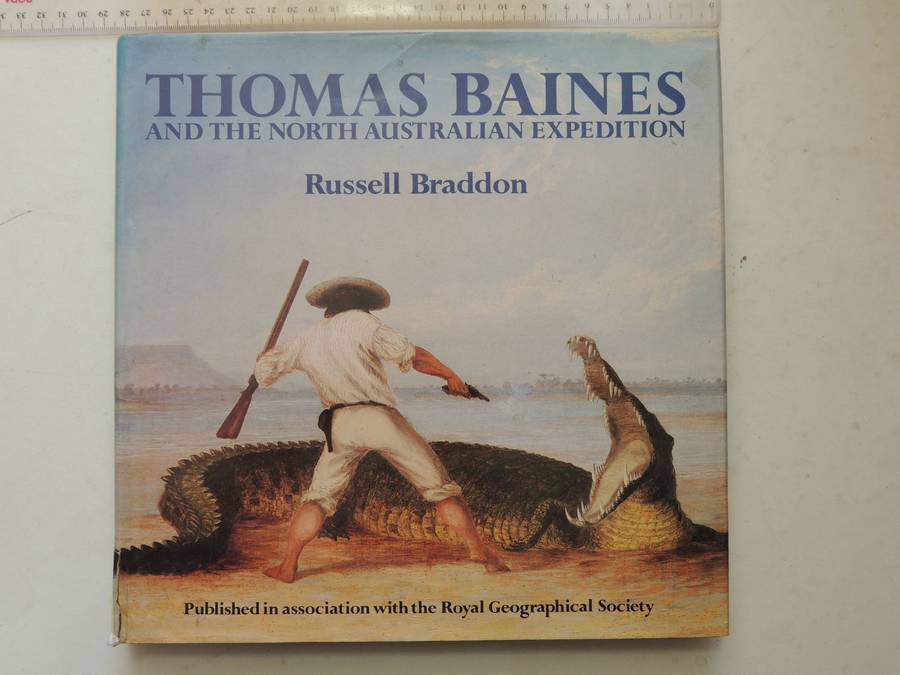 THOMAS BAINES
AND THE NORTH AUSTRALIAN EXPEDITION
Russell Braddon
Published in association with the Royal Geographical Society